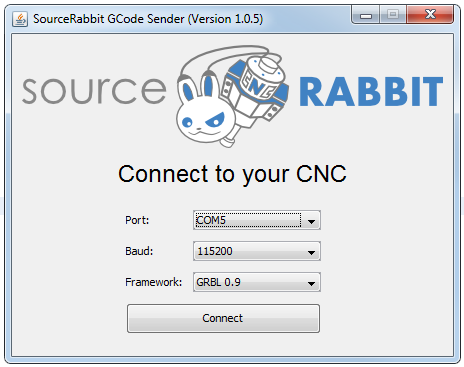 SourceRabbit GCode Sender (Version 1.0.5)
source RABBIT
CNC
Connect to your CNC
Port: COM5
Baud: 115200
Framework: GRBL 0.9
Connect